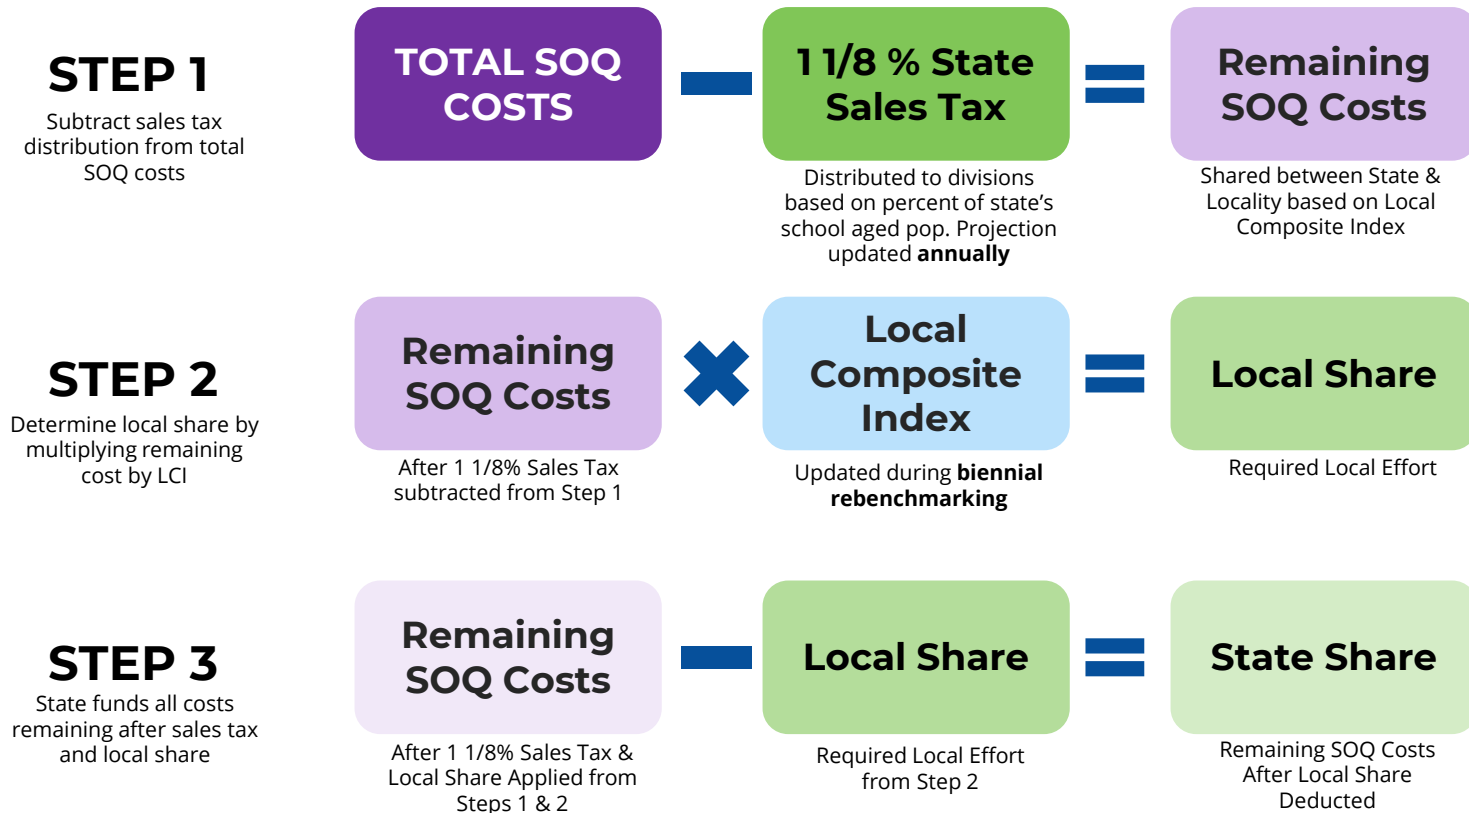 STEP 1
Subtract sales tax
distribution from total
SOQ costs
TOTAL SOQ
COSTS
1 1/8 % State
Sales Tax
Distributed to divisions
based on percent of state’s
school aged pop. Projection
updated annually
Remaining
SOQ Costs
Shared between State &
Locality based on Local
Composite Index
STEP 2
Determine local share by
multiplying remaining
cost by LCI
Remaining
SOQ Costs
After 1 1/8% Sales Tax
subtracted from Step 1
Local
Composite
Index
Updated during biennial
rebenchmarking
Local Share
Required Local Effort
STEP 3
State funds all costs
remaining after sales tax
and local share
Remaining
SOQ Costs
After 1 1/8% Sales Tax &
Local Share Applied from
Steps 1 & 2
Local Share
Required Local Effort
from Step 2
State Share
Remaining SOQ Costs
After Local Share
Deducted